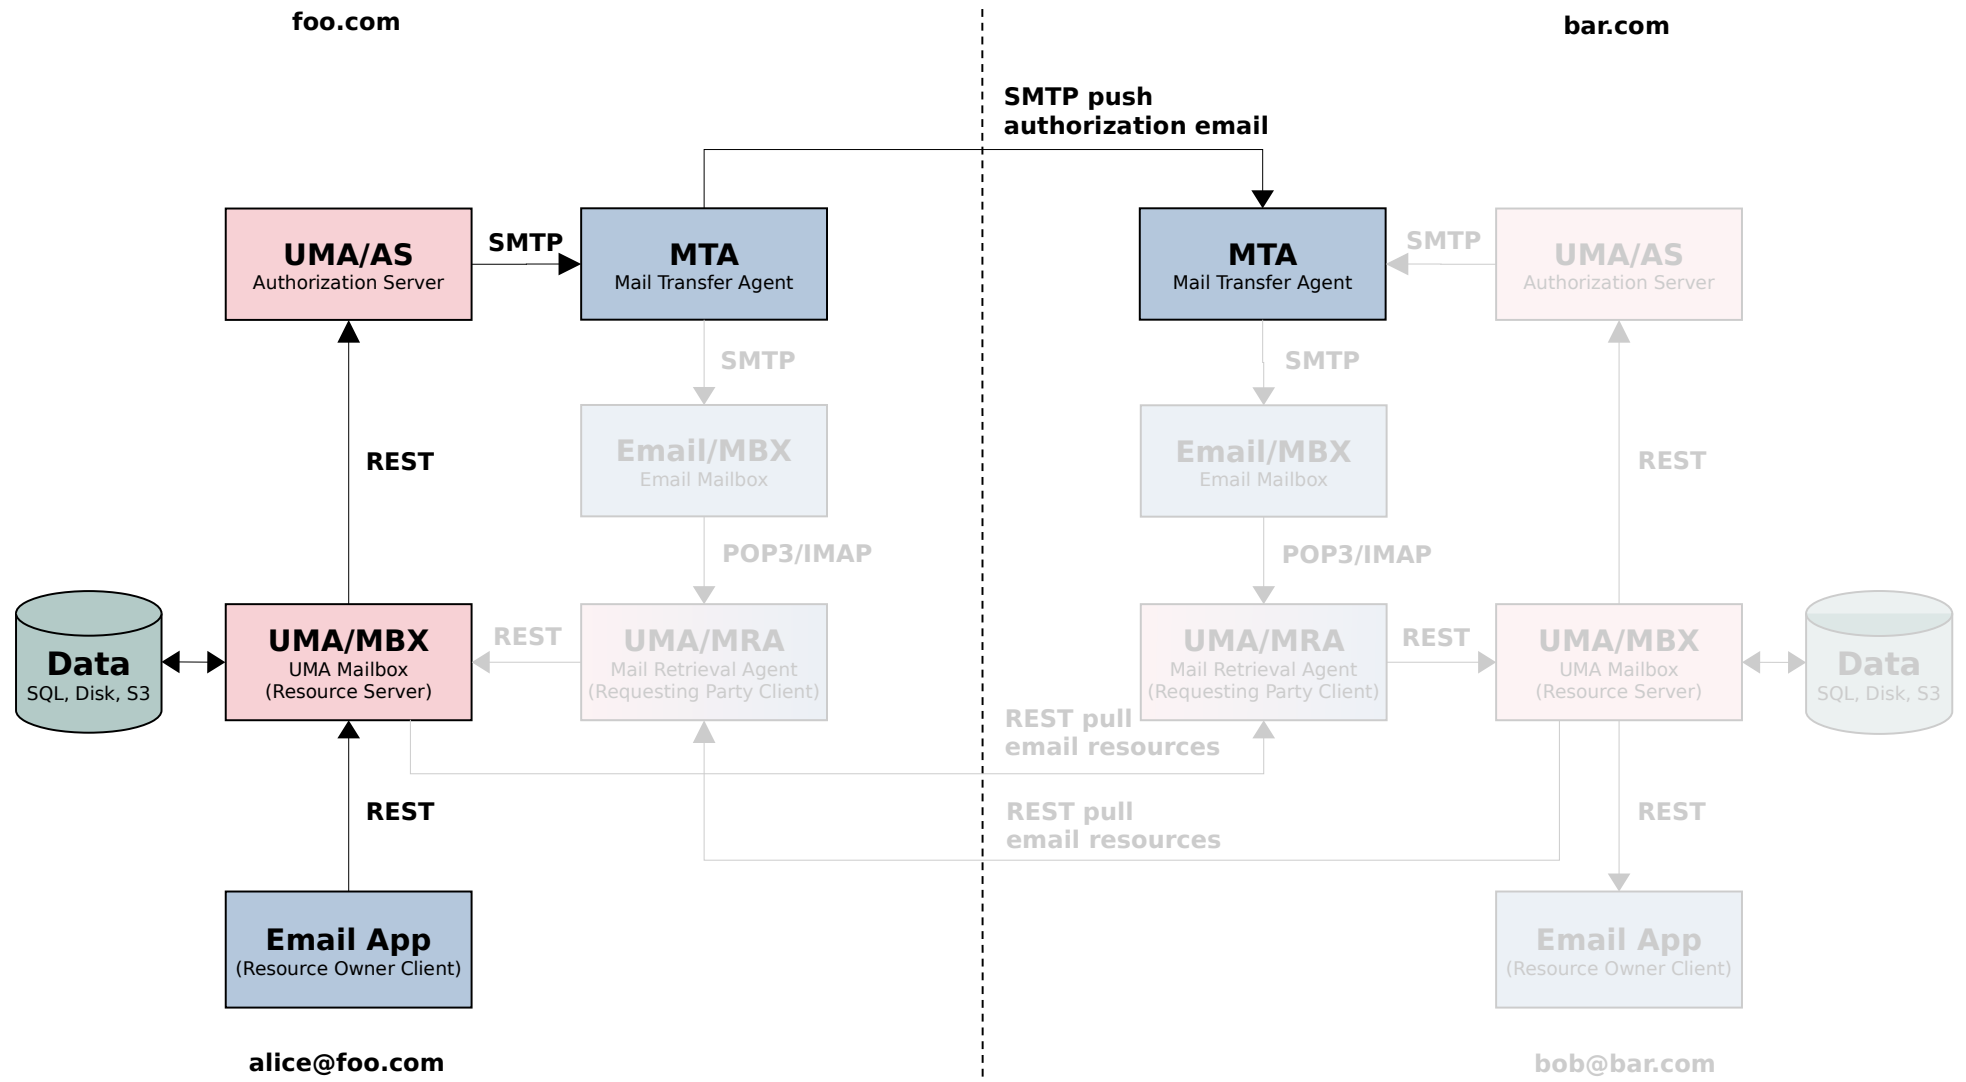 foo.com
bar.com
SMTP push
authorization email
UMA/AS
Authorization Server
SMTP
MTA
Mail Transfer Agent
MTA
Mail Transfer Agent
SMTP
UMA/AS
Authorization Server
SMTP
SMTP
REST
Email/MBX
Email Mailbox
Email/MBX
Email Mailbox
REST
POP3/IMAP
POP3/IMAP
Data
SQL, Disk, S3
UMA/MBX
UMA Mailbox
(Resource Server)
REST
UMA/MRA
Mail Retrieval Agent
(Requesting Party Client)
UMA/MRA
Mail Retrieval Agent
(Requesting Party Client)
REST
UMA/MBX
UMA Mailbox
(Resource Server)
Data
SQL, Disk, S3
REST pull
email resources
REST
REST pull
email resources
REST
Email App
(Resource Owner Client)
Email App
(Resource Owner Client)
alice@foo.com
bob@bar.com